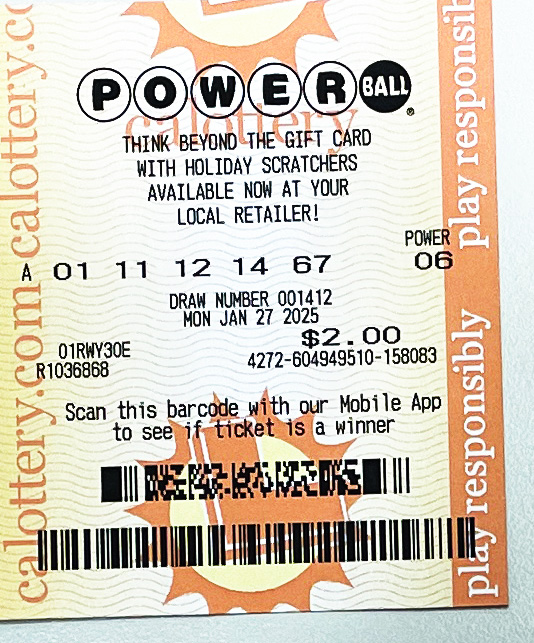 POWERBALL
®
calottery
THINK BEYOND THE GIFT CARD
WITH HOLIDAY SCRATCHERS
AVAILABLE NOW AT YOUR
LOCAL RETAILER!
POWER
A 01 11 12 14 67 06
DRAW NUMBER 001412
MON JAN 27 2025
$2.00
01RWY30E
4272-604949510-158083
R1036868
Scan this barcode with our Mobile App
to see if ticket is a winner
calottery.com-calottery.co
play responsibly play responsib